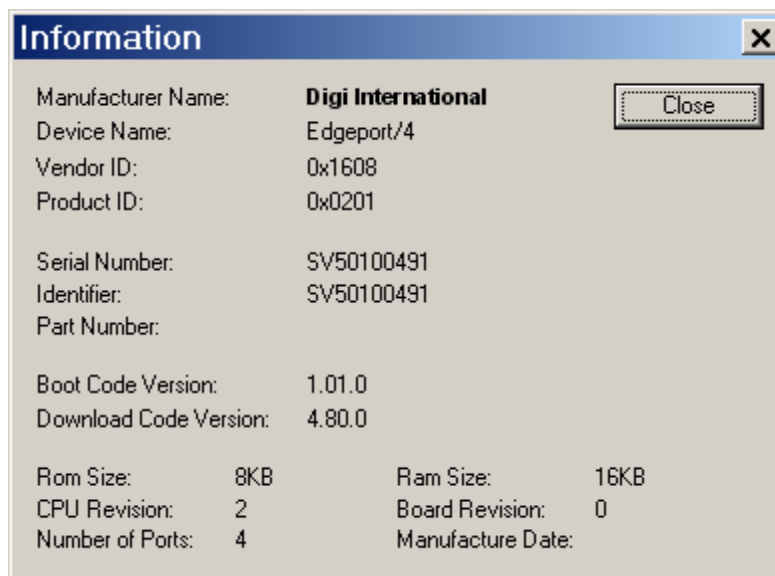 Information
Manufacturer Name: Digi International Close
Device Name: Edgeport/4
Vendor ID: 0x1608
Product ID: 0x0201
Serial Number: SV50100491
Identifier: SV50100491
Part Number:
Boot Code Version: 1.01.0
Download Code Version: 4.80.0
Rom Size: 8KB Ram Size: 16KB
CPU Revision: 2 Board Revision: 0
Number of Ports: 4 Manufacture Date: